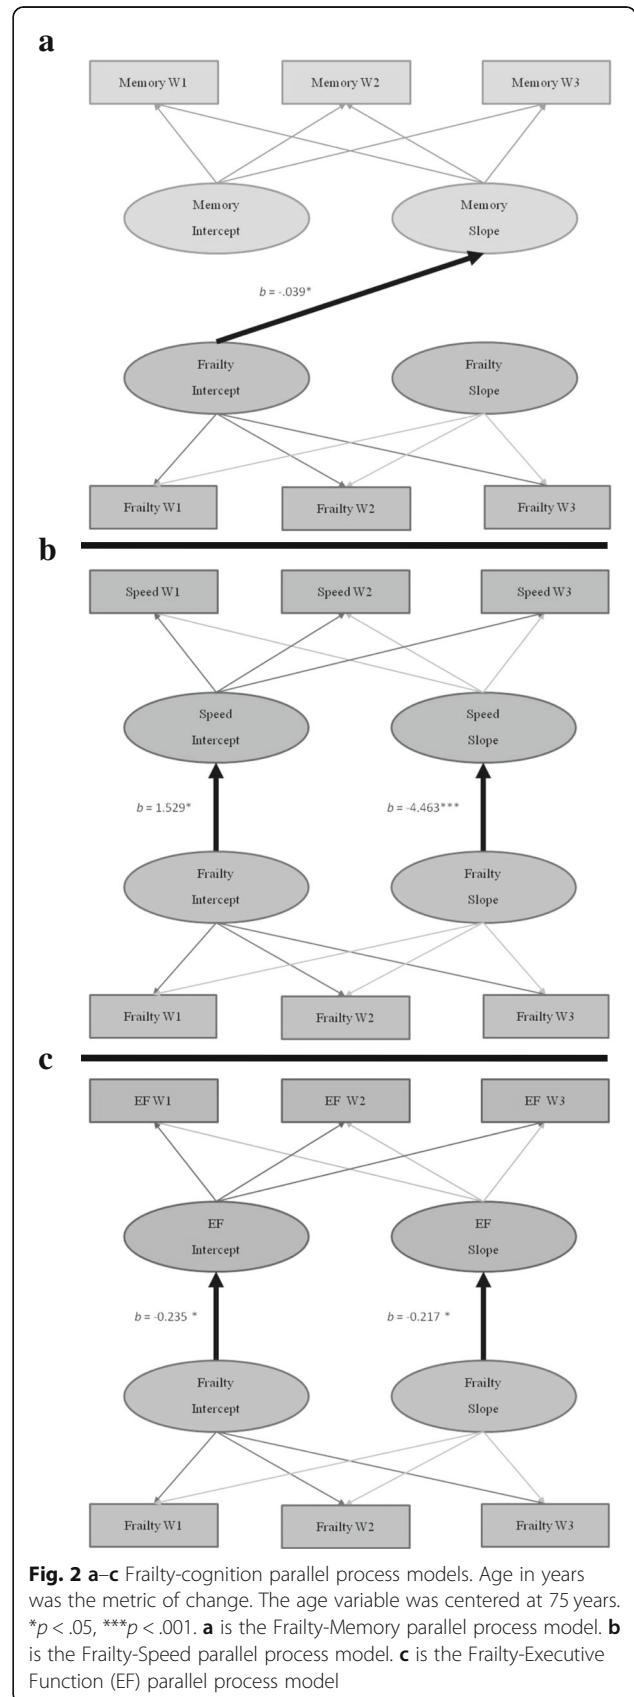 a
Memory W1 Memory W2 Memory W3
Memory Memory
Intercept Slope
b = -.039*
Frailty Frailty
Intercept Slope
Frailty W1 Frailty W2 Frailty W3
b
Speed W1 Speed W2 Speed W3
Speed Speed
Intercept Slope
b = 1.529* b = -4.463***
Frailty Frailty
Intercept Slope
Frailty W1 Frailty W2 Frailty W3
c
EF W1 EF W2 EF W3
EF EF
Intercept Slope
b = -0.235 * b = -0.217 *
Frailty Frailty
Intercept Slope
Frailty W1 Frailty W2 Frailty W3
Fig. 2 a–c Frailty-cognition parallel process models. Age in years
was the metric of change. The age variable was centered at 75 years.
*p < .05, ***p < .001. a is the Frailty-Memory parallel process model. b
is the Frailty-Speed parallel process model. c is the Frailty-Executive
Function (EF) parallel process model